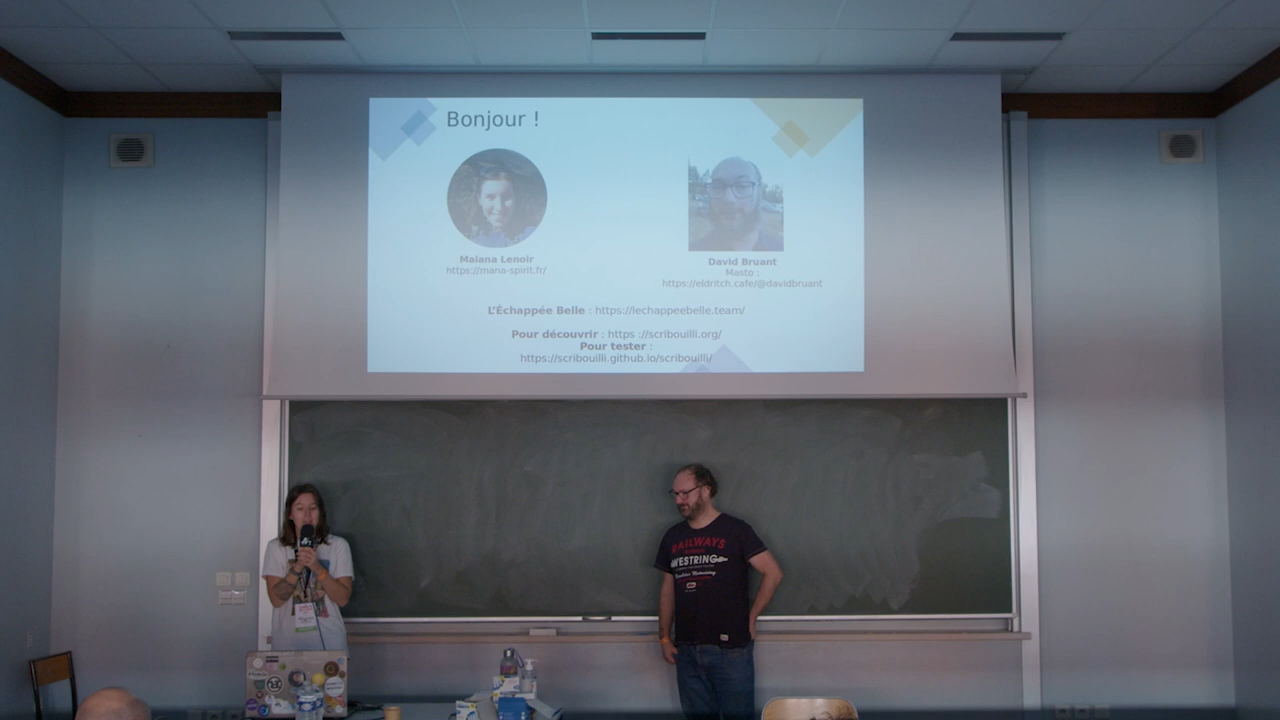 Bonjour !
Maiana Lenoir
https://mana-spirit.fr/
David Bruant
Masto :
https://eldritch.cafe/@davidbruant
L'Échappée Belle : https://lechappeebelle.team/
Pour découvrir : https ://scribouilli.org/
Pour tester :
https://scribouilli.github.io/scribouilli/
RAILWAYS
WESTRING